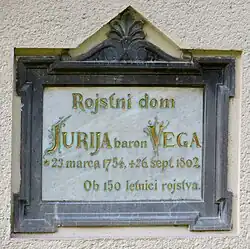 Rojstni dom
JURIJA baron VEGA
* 23. marca 1754, + 26. sept. 1802.
Ob 150 letnici rojstva.